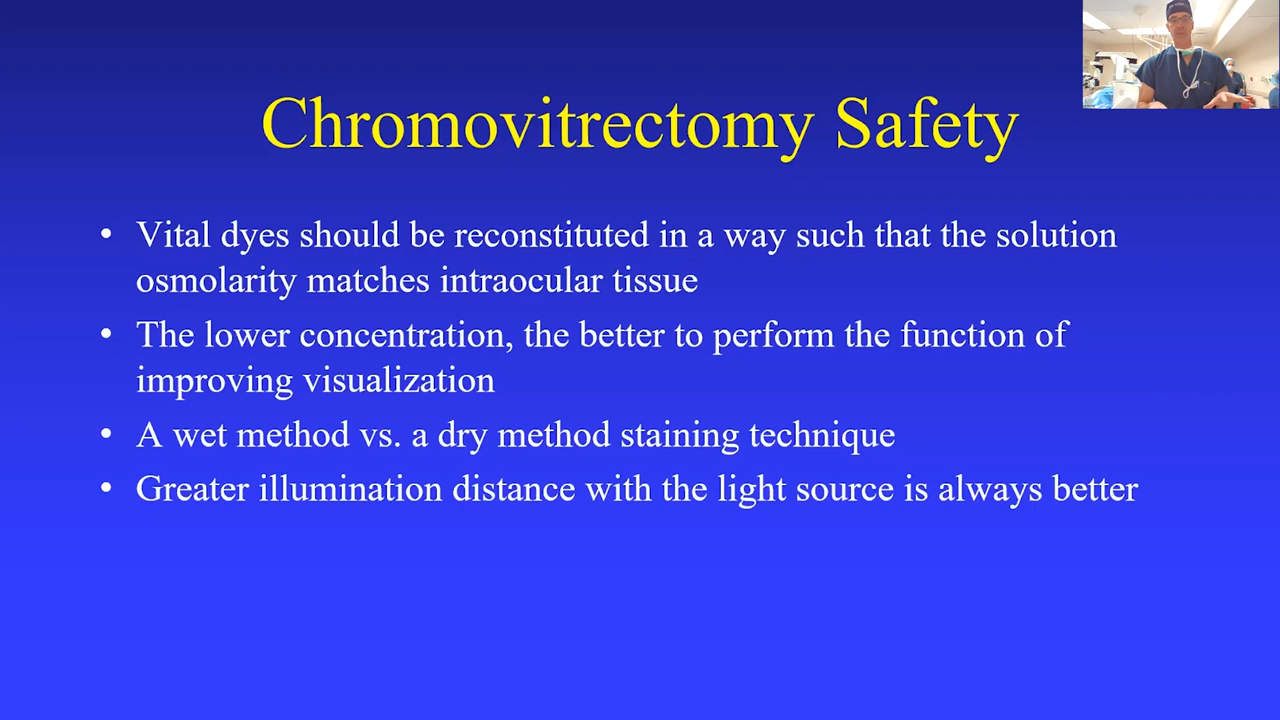 Chromovitrectomy Safety
• Vital dyes should be reconstituted in a way such that the solution
osmolarity matches intraocular tissue
• The lower concentration, the better to perform the function of
improving visualization
• A wet method vs. a dry method staining technique
• Greater illumination distance with the light source is always better